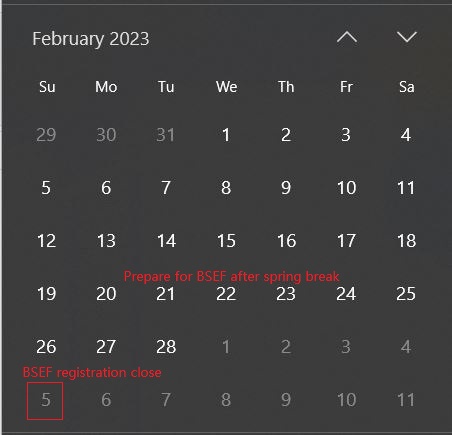 February 2023
Su Mo Tu We Th Fr Sa
29 30 31 1 2 3 4
5 6 7 8 9 10 11
12 13 14 15 16 17 18
Prepare for BSEF after spring break
19 20 21 22 23 24 25
26 27 28 1 2 3 4
BSEF registration close
5 6 7 8 9 10 11